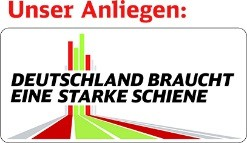 Unser Anliegen:
DEUTSCHLAND BRAUCHT
EINE STARKE SCHIENE